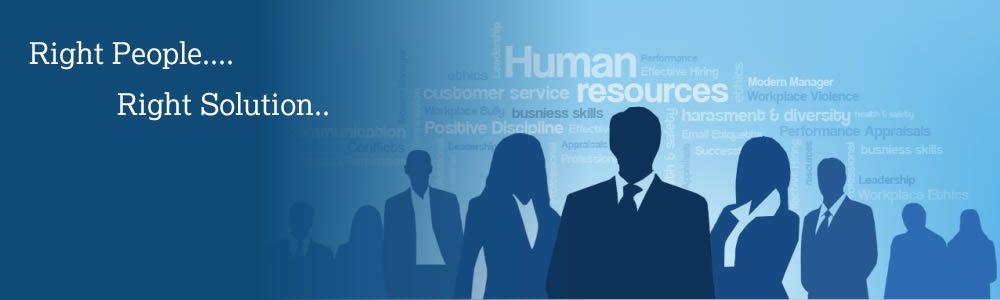 Right People....
Right Solution..
Leadership
Human
Performance
ethics
Effective Hiring
ethics
Modern Manager
customer service
resources
Workplace Violence
Workplace Bully
busniess skills
harasment & diversity
health & safety
Positive Discipline
Effective
Email Etiquette
Performance Appraisals
communication
Conflicts
Leadership
Appraisals
Success
busniess skills
Professional
Leadership
resources
Workplace Ebhics